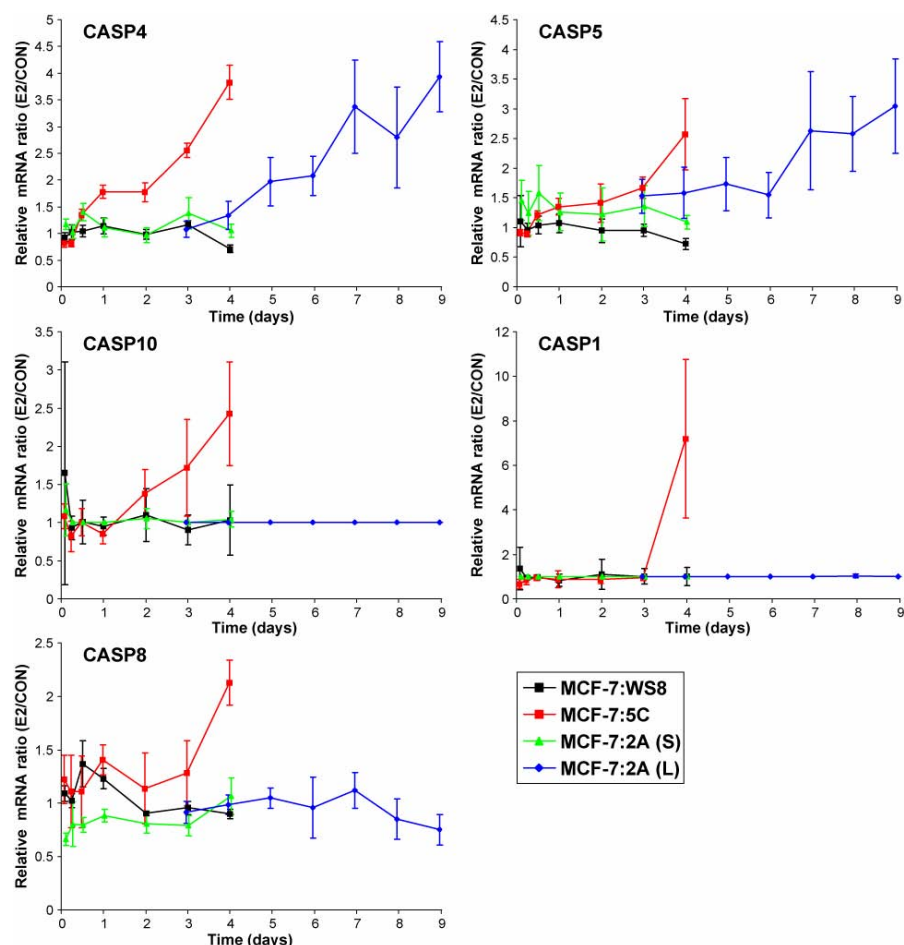 CASP4
Relative mRNA ratio (E2/CON)
5
4.5
4
3.5
3
2.5
2
1.5
1
0.5
0
0 1 2 3 4 5 6 7 8 9
Time (days)
CASP5
Relative mRNA ratio (E2/CON)
4.5
4
3.5
3
2.5
2
1.5
1
0.5
0
0 1 2 3 4 5 6 7 8 9
Time (days)
CASP10
Relative mRNA ratio (E2/CON)
3.5
3
2.5
2
1.5
1
0.5
0
0 1 2 3 4 5 6 7 8 9
Time (days)
CASP1
Relative mRNA ratio (E2/CON)
12
10
8
6
4
2
0
0 1 2 3 4 5 6 7 8 9
Time (days)
CASP8
Relative mRNA ratio (E2/CON)
2.5
2
1.5
1
0.5
0
0 1 2 3 4 5 6 7 8 9
Time (days)
MCF-7:WS8
MCF-7:5C
MCF-7:2A (S)
MCF-7:2A (L)